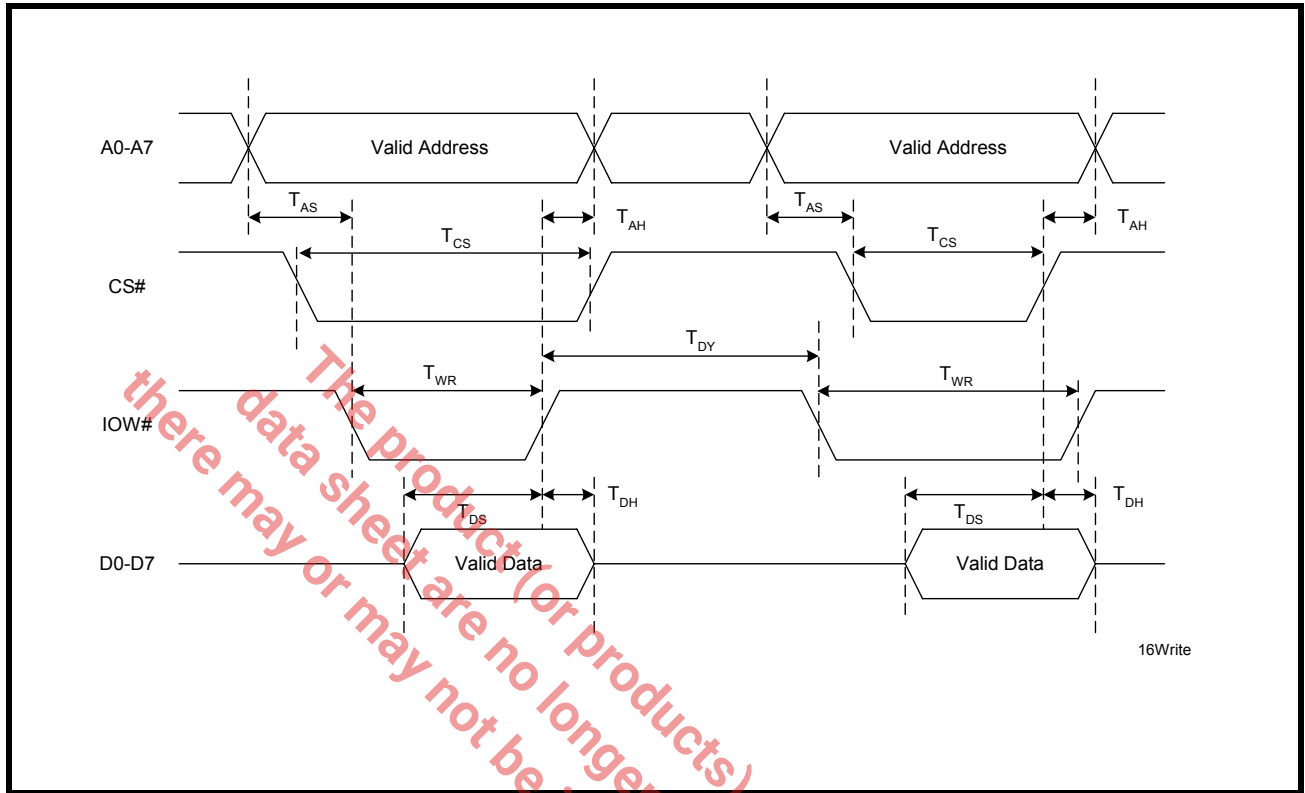 A0-A7
Valid Address
Valid Address
TAS
TAH
TAS
TAH
TCS
TCS
CS#
TDY
TWR
TWR
IOW#
TDS
TDH
TDS
TDH
D0-D7
Valid Data
Valid Data
16Write
The product (or products)
data sheet are no longer
there may or may not be